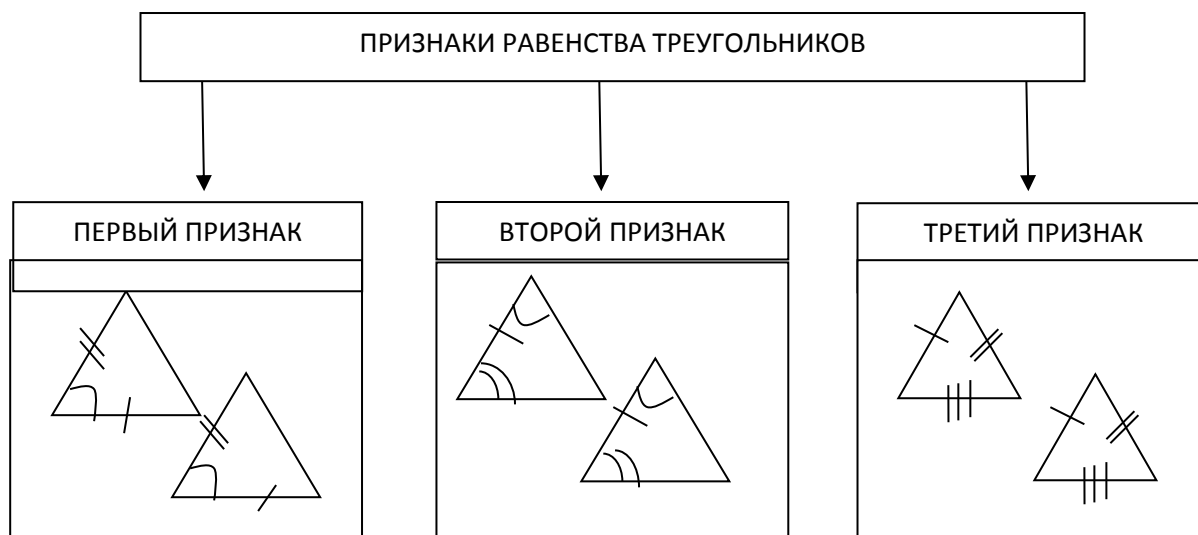 ПРИЗНАКИ РАВЕНСТВА ТРЕУГОЛЬНИКОВ
ПЕРВЫЙ ПРИЗНАК
ВТОРОЙ ПРИЗНАК
ТРЕТИЙ ПРИЗНАК